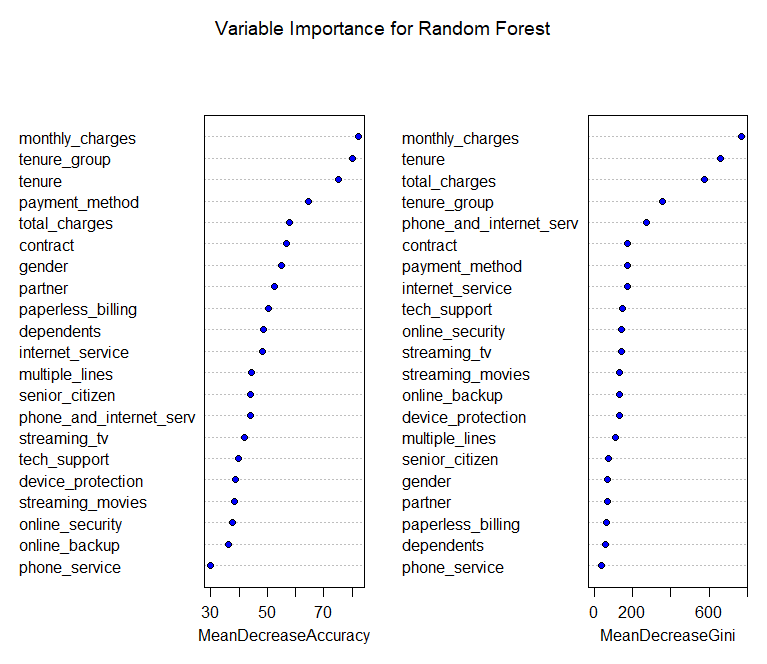 Variable Importance for Random Forest
monthly_charges
tenure_group
tenure
payment_method
total_charges
contract
gender
partner
paperless_billing
dependents
internet_service
multiple_lines
senior_citizen
phone_and_internet_serv
streaming_tv
tech_support
device_protection
streaming_movies
online_security
online_backup
phone_service
30 50 70
MeanDecreaseAccuracy
monthly_charges
tenure
total_charges
tenure_group
phone_and_internet_serv
contract
payment_method
internet_service
tech_support
online_security
streaming_tv
streaming_movies
online_backup
device_protection
multiple_lines
senior_citizen
gender
partner
paperless_billing
dependents
phone_service
0 200 600
MeanDecreaseGini